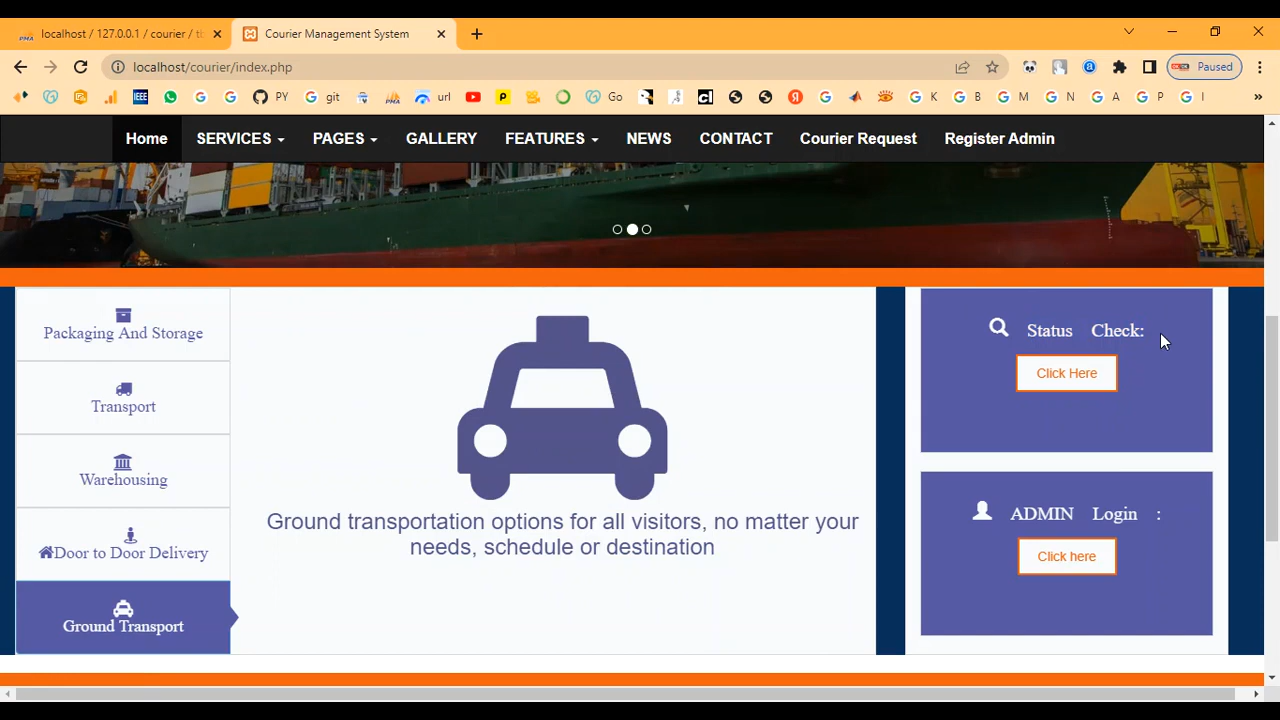 localhost / 127.0.0.1 / courier / tb
Courier Management System
localhost/courier/index.php
Paused
PY
git
url
Go
K
B
M
N
A
P
I
»
Home SERVICES PAGES GALLERY FEATURES NEWS CONTACT Courier Request Register Admin
Packaging And Storage
Transport
Warehousing
Door to Door Delivery
Ground Transport
Ground transportation options for all visitors, no matter your
needs, schedule or destination
Status Check:
Click Here
ADMIN Login :
Click here